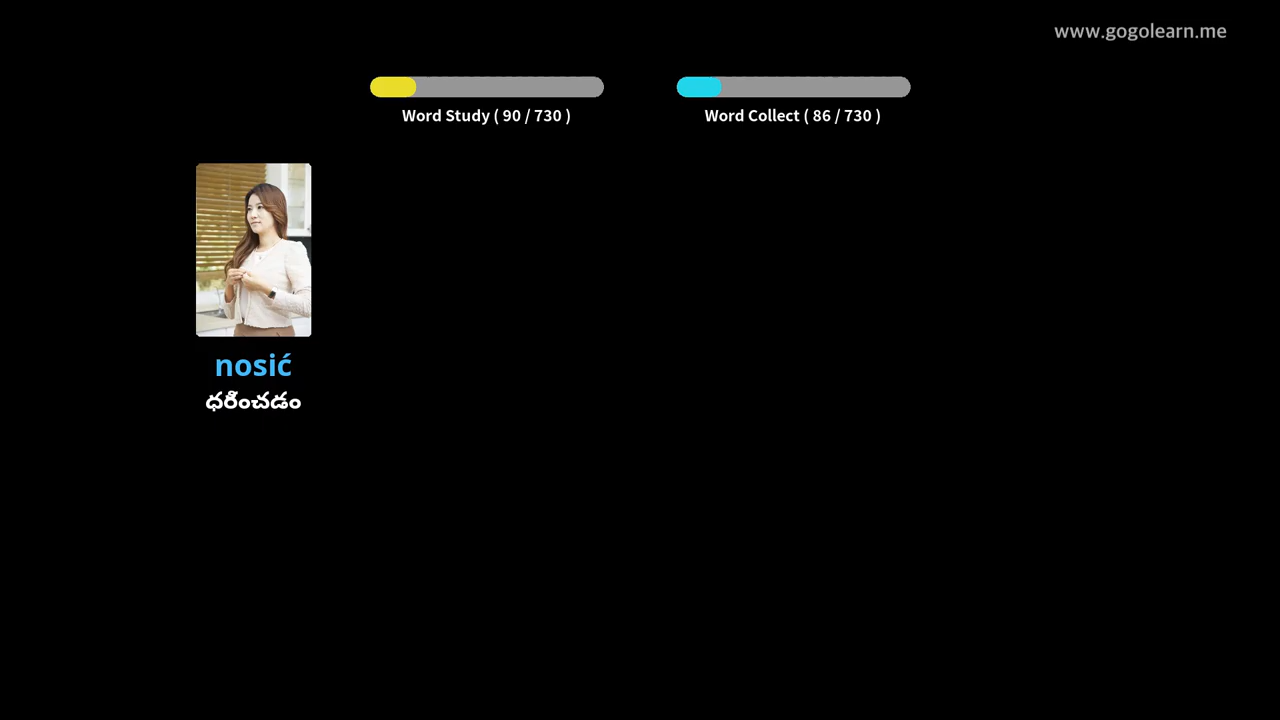 www.gogolearn.me
Word Study ( 90 / 730 )
Word Collect ( 86 / 730 )
nosić
ధరించడం